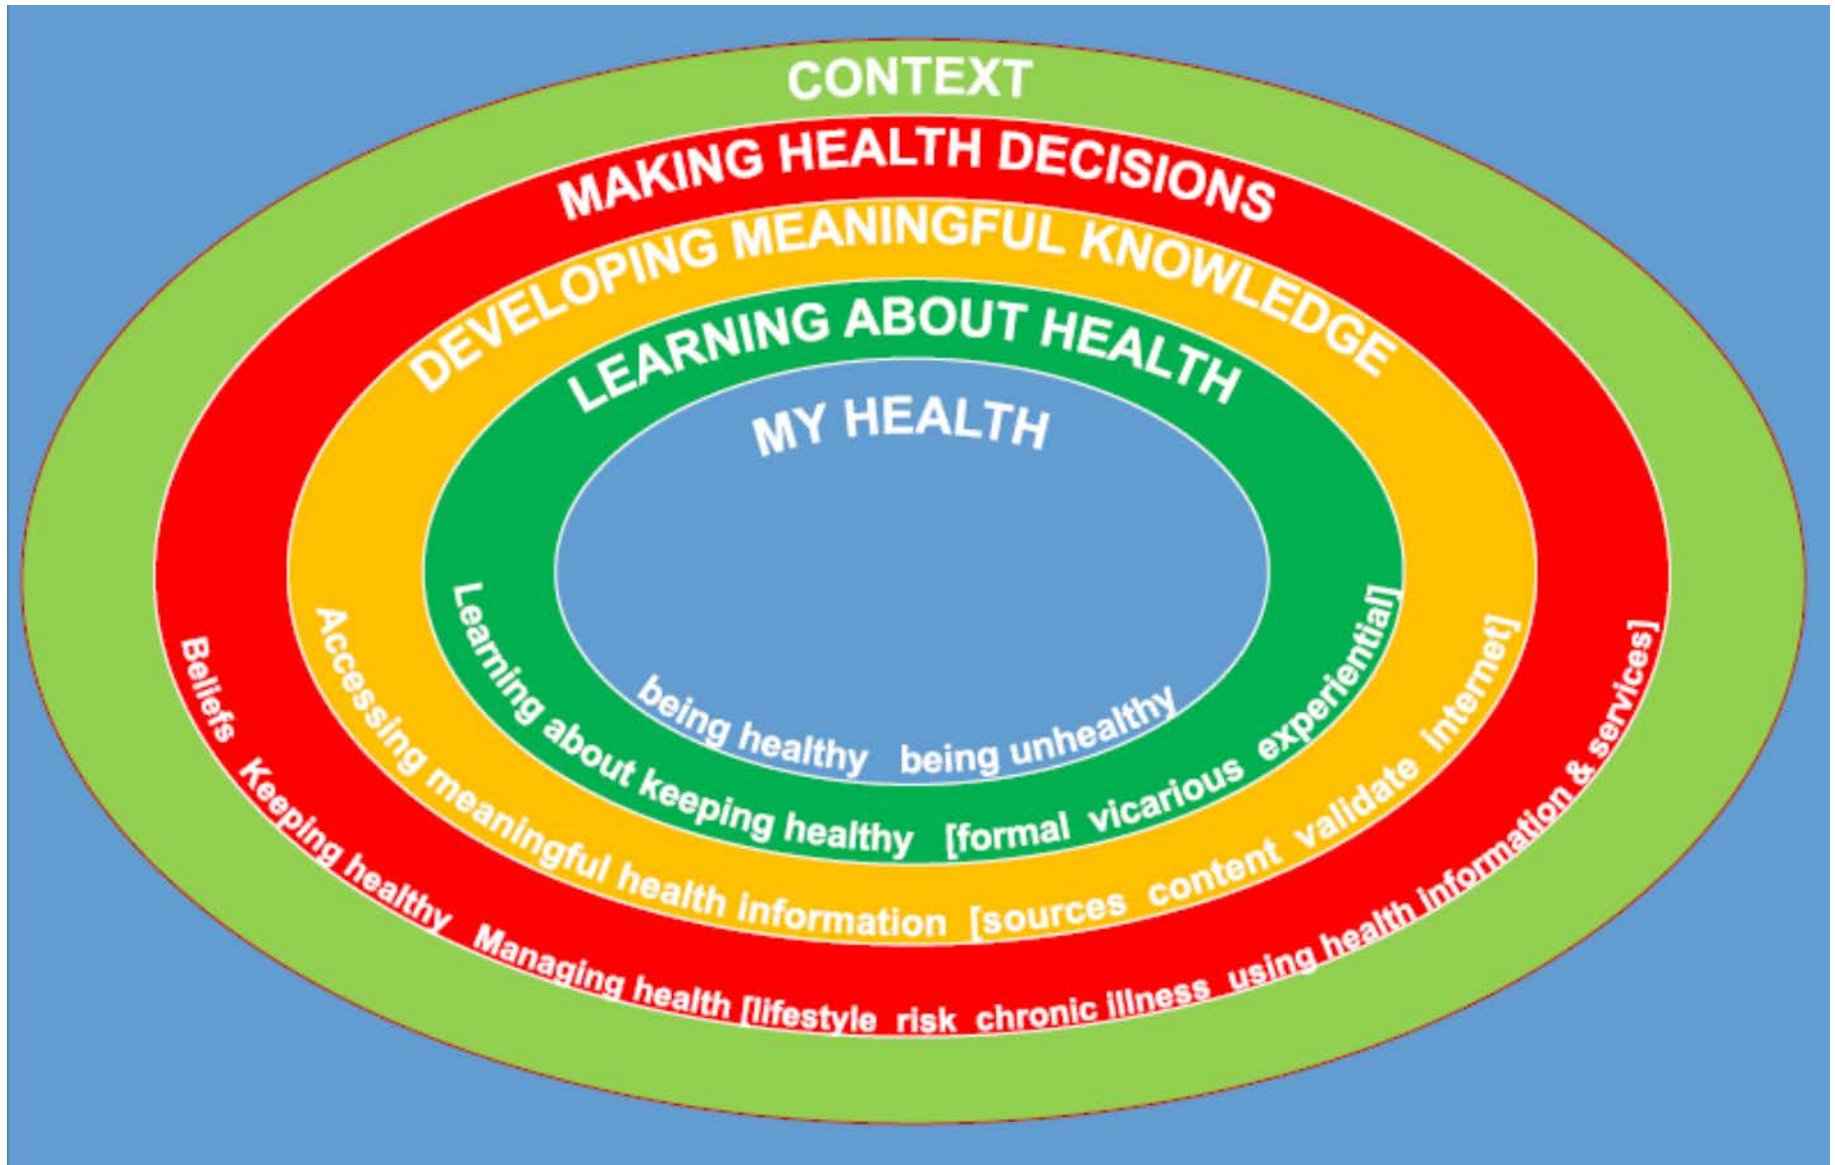 CONTEXT
MAKING HEALTH DECISIONS
DEVELOPING MEANINGFUL KNOWLEDGE
LEARNING ABOUT HEALTH
MY HEALTH
being healthy being unhealthy
Learning about keeping healthy [formal vicarious experiential]
Accessing meaningful health information [sources content validate Internet]
Beliefs Keeping healthy Managing health [lifestyle risk chronic illness using health information & services]